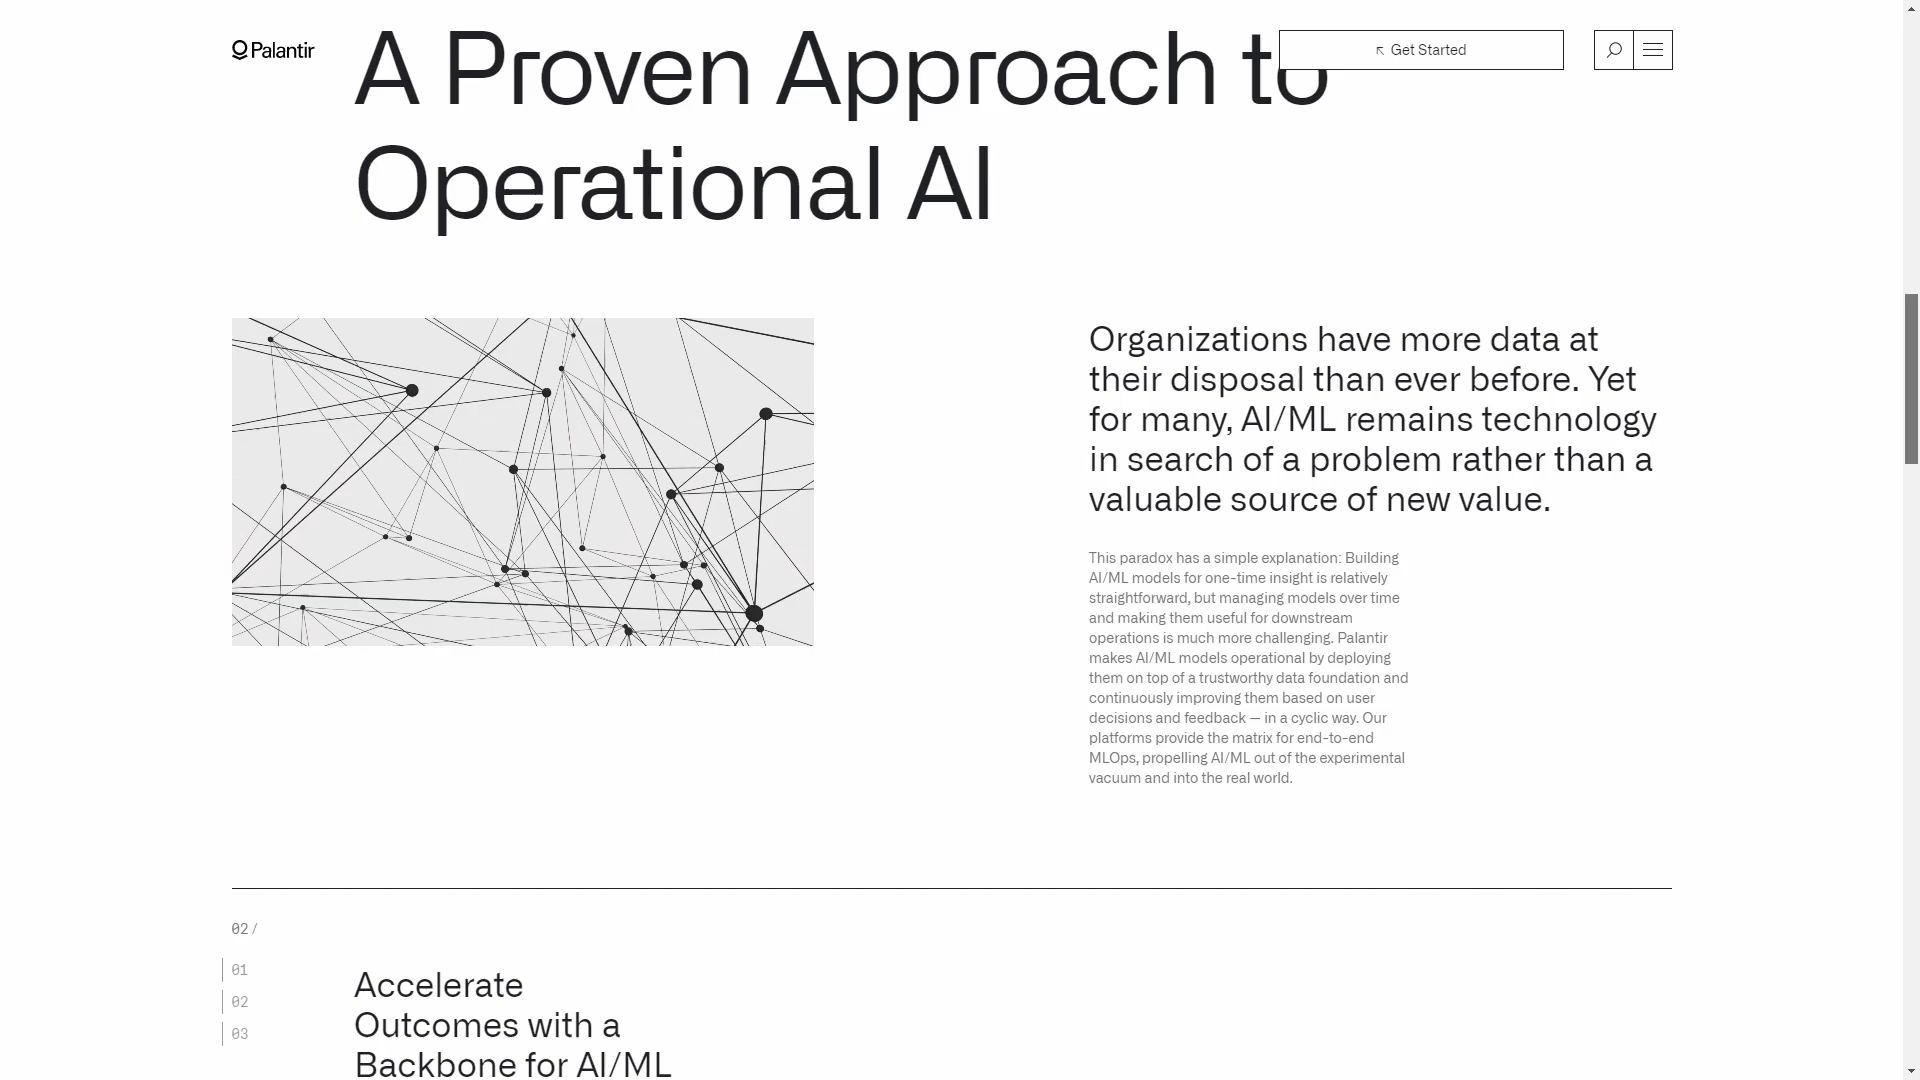 Palantir
Get Started
A Proven Approach to
Operational AI
Organizations have more data at
their disposal than ever before. Yet
for many, AI/ML remains technology
in search of a problem rather than a
valuable source of new value.
This paradox has a simple explanation: Building
AI/ML models for one-time insight is relatively
straightforward, but managing models over time
and making them useful for downstream
operations is much more challenging. Palantir
makes AI/ML models operational by deploying
them on top of a trustworthy data foundation and
continuously improving them based on user
decisions and feedback — in a cyclic way. Our
platforms provide the matrix for end-to-end
MLOps, propelling AI/ML out of the experimental
vacuum and into the real world.
02 /
01
02
03
Accelerate
Outcomes with a
Backbone for AI/ML